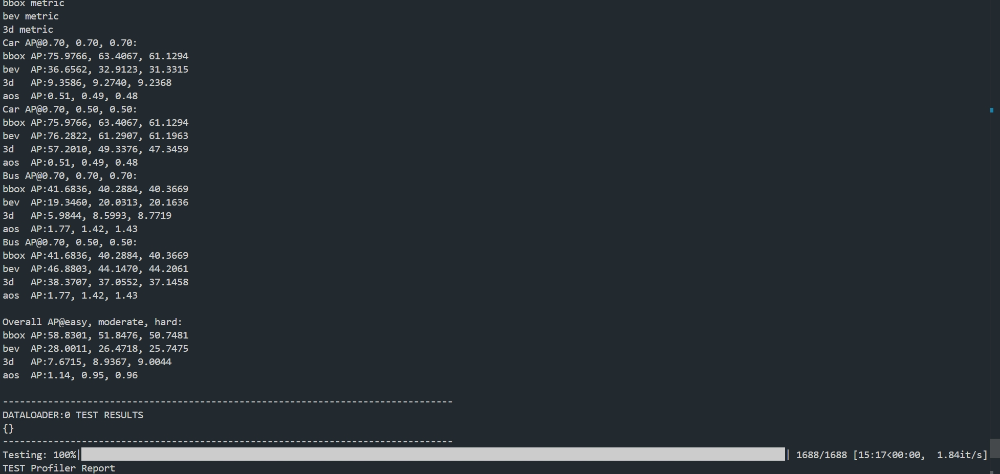 bbox metric
bev metric
3d metric
Car AP@0.70, 0.70, 0.70:
bbox AP:75.9766, 63.4067, 61.1294
bev  AP:36.6562, 32.9123, 31.3315
3d   AP:9.3586, 9.2740, 9.2368
aos  AP:0.51, 0.49, 0.48
Car AP@0.70, 0.50, 0.50:
bbox AP:75.9766, 63.4067, 61.1294
bev  AP:76.2822, 61.2907, 61.1963
3d   AP:57.2010, 49.3376, 47.3459
aos  AP:0.51, 0.49, 0.48
Bus AP@0.70, 0.70, 0.70:
bbox AP:41.6836, 40.2884, 40.3669
bev  AP:19.3460, 20.0313, 20.1636
3d   AP:5.9844, 8.5993, 8.7719
aos  AP:1.77, 1.42, 1.43
Bus AP@0.70, 0.50, 0.50:
bbox AP:41.6836, 40.2884, 40.3669
bev  AP:46.8803, 44.1470, 44.2061
3d   AP:38.3707, 37.0552, 37.1458
aos  AP:1.77, 1.42, 1.43
Overall AP@easy, moderate, hard:
bbox AP:58.8301, 51.8476, 50.7481
bev  AP:28.0011, 26.4718, 25.7475
3d   AP:7.6715, 8.9367, 9.0044
aos  AP:1.14, 0.95, 0.96
--------------------------------------------------------------------------------
DATALOADER:0 TEST RESULTS
{}
--------------------------------------------------------------------------------
Testing: 100%| | 1688/1688 [15:17<00:00,  1.84it/s]
TEST Profiler Report